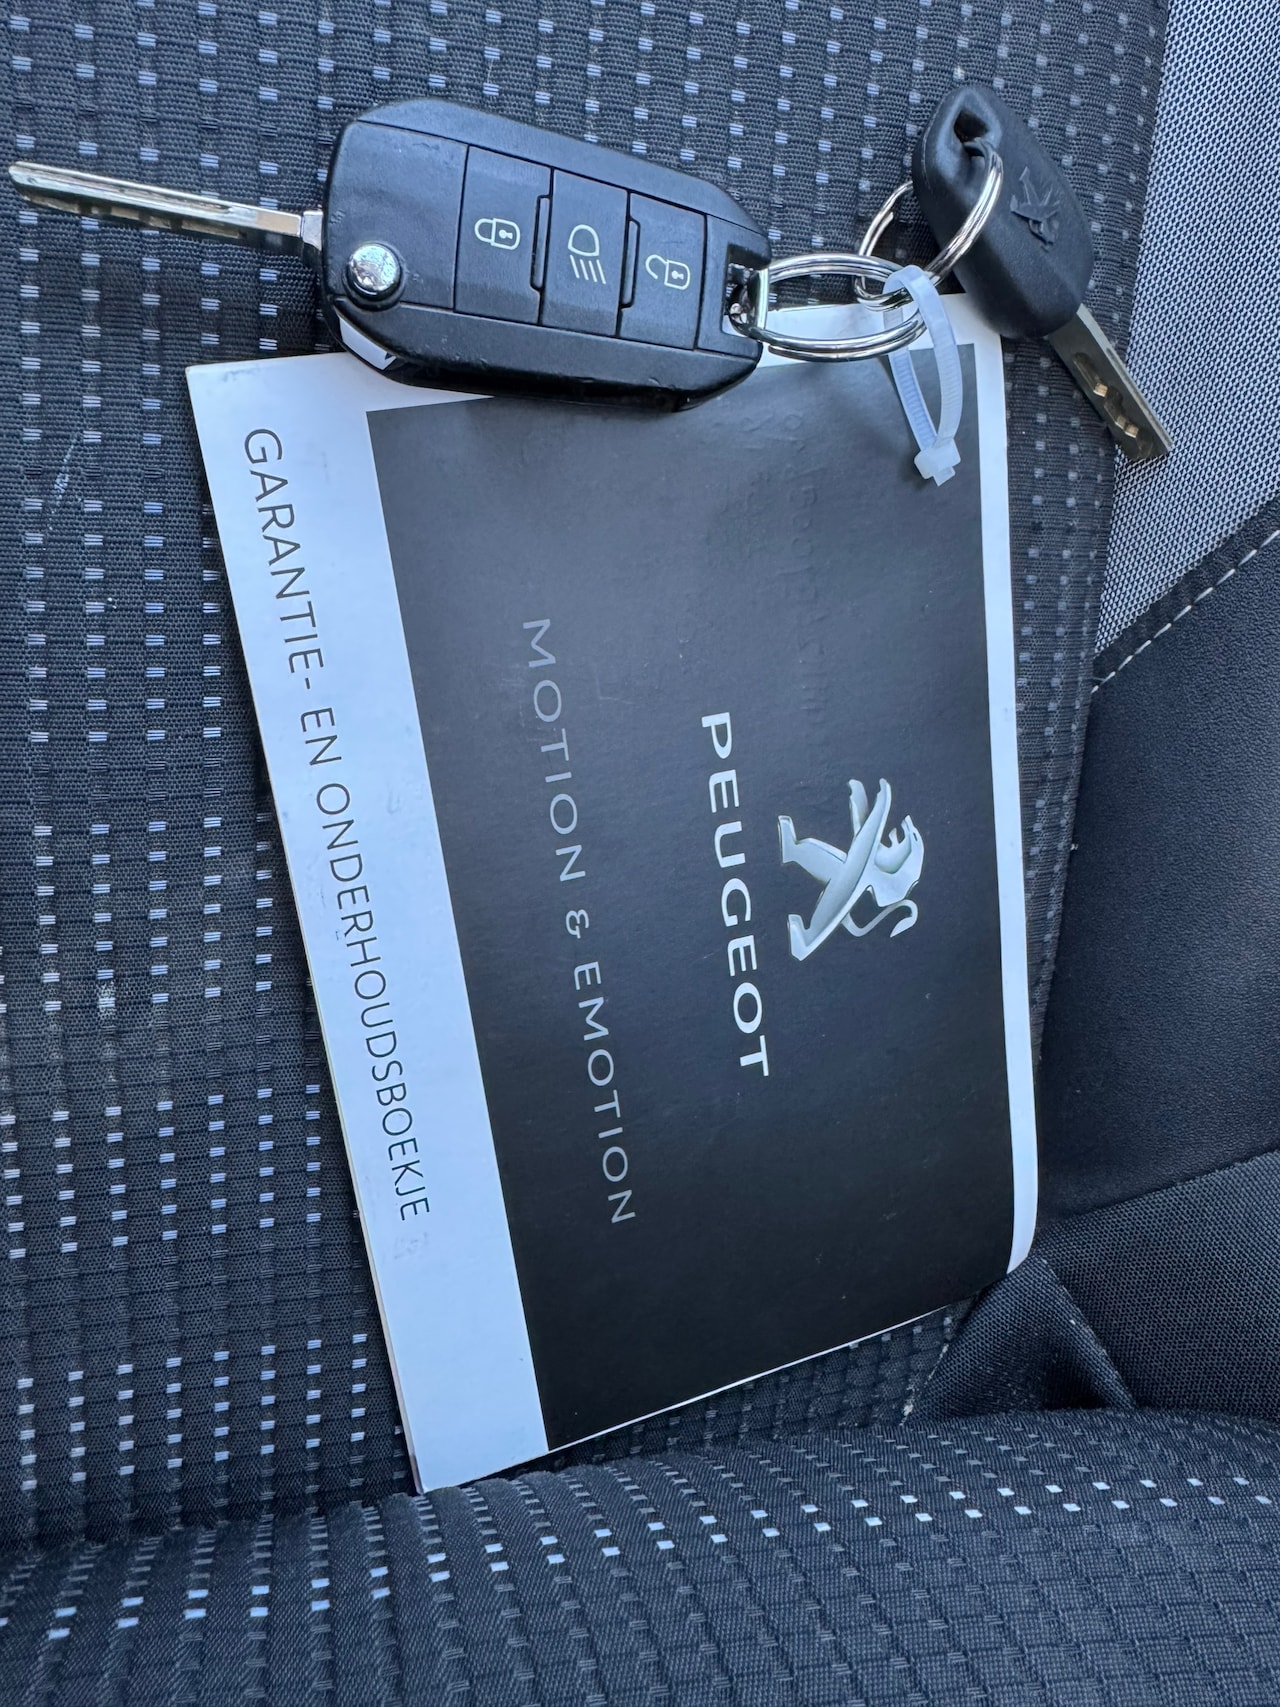 PEUGEOT
MOTION & EMOTION
GARANTIE- EN ONDERHOUDSBOEKJE